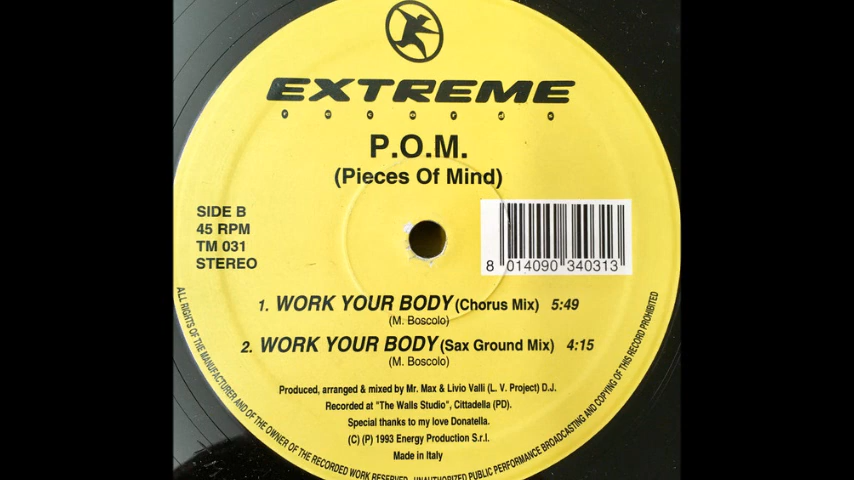 EXTREME
records
P.O.M.
(Pieces Of Mind)
SIDE B
45 RPM
TM 031
STEREO
8 014090 340313
1. WORK YOUR BODY (Chorus Mix) 5:49
(M. Boscolo)
2. WORK YOUR BODY (Sax Ground Mix) 4:15
(M. Boscolo)
Produced, arranged & mixed by Mr. Max & Livio Valli (L. V. Project) D.J.
Recorded at "The Walls Studio", Cittadella (PD).
Special thanks to my love Donatella.
(C) (P) 1993 Energy Production S.r.l.
Made in Italy
ALL RIGHTS OF THE MANUFACTURER AND OF THE OWNER OF THE RECORDED WORK RESERVED - UNAUTHORIZED PUBLIC PERFORMANCE BROADCASTING AND COPYING OF THIS RECORD PROHIBITED